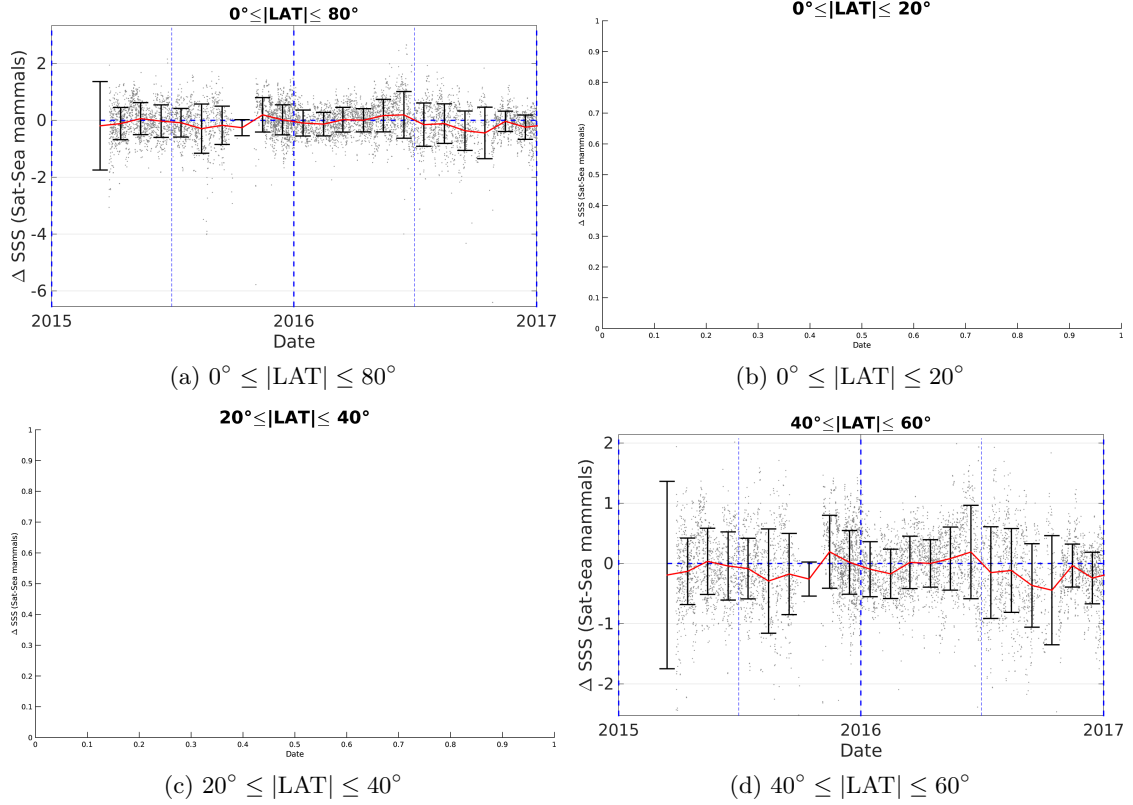 0°≤|LAT|≤ 80°
Δ SSS (Sat-Sea mammals)
2
0
-2
-4
-6
2015
2016
2017
Date
(a) 0° ≤ |LAT| ≤ 80°
0°≤|LAT|≤ 20°
Δ SSS (Sat-Sea mammals)
1
0.9
0.8
0.7
0.6
0.5
0.4
0.3
0.2
0.1
0
0 0.1 0.2 0.3 0.4 0.5 0.6 0.7 0.8 0.9 1
Date
(b) 0° ≤ |LAT| ≤ 20°
20°≤|LAT|≤ 40°
Δ SSS (Sat-Sea mammals)
1
0.9
0.8
0.7
0.6
0.5
0.4
0.3
0.2
0.1
0
0 0.1 0.2 0.3 0.4 0.5 0.6 0.7 0.8 0.9 1
Date
(c) 20° ≤ |LAT| ≤ 40°
40°≤|LAT|≤ 60°
Δ SSS (Sat-Sea mammals)
2
1
0
-1
-2
2015
2016
2017
Date
(d) 40° ≤ |LAT| ≤ 60°